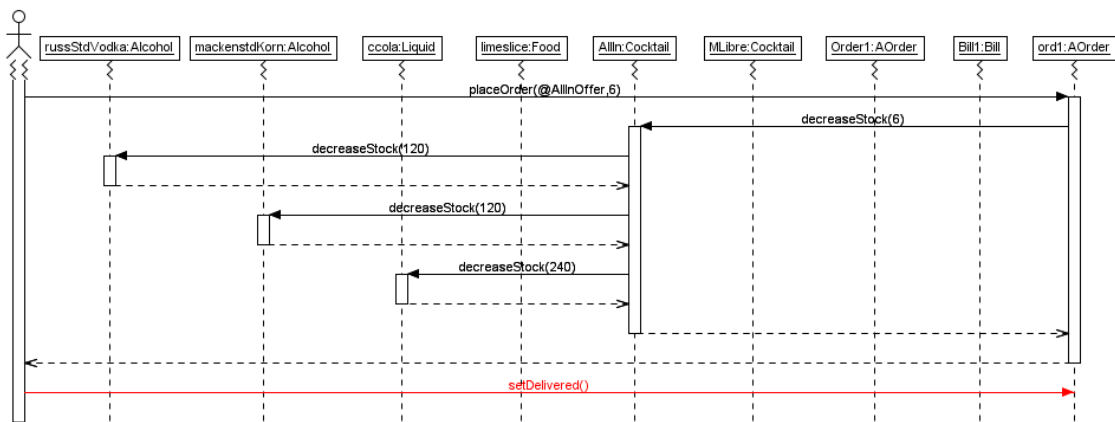 russStdVodka:Alcohol
mackenstdKorn:Alcohol
ccola:Liquid
limeslice:Food
AllIn:Cocktail
MLibre:Cocktail
Order1:AOrder
Bill1:Bill
ord1:AOrder
placeOrder(@AllInOffer,6)
decreaseStock(6)
decreaseStock(120)
decreaseStock(120)
decreaseStock(240)
setDelivered()